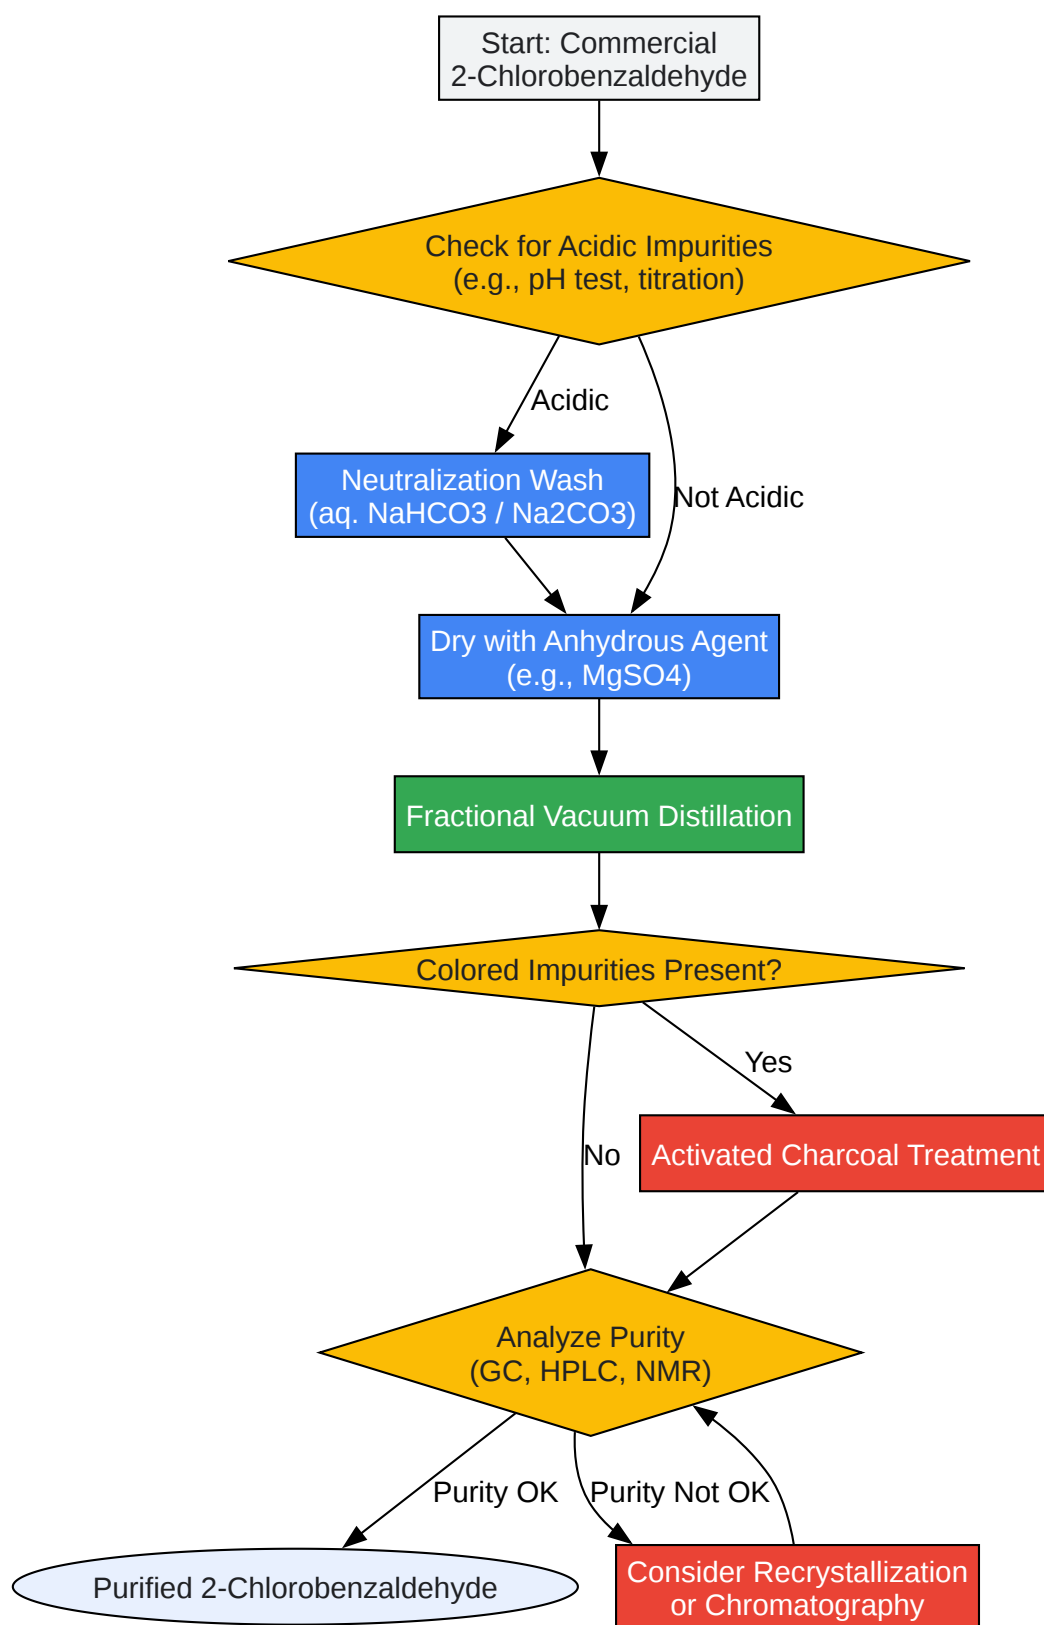 Start: Commercial
2-Chlorobenzaldehyde
Check for Acidic Impurities
(e.g., pH test, titration)
Acidic
Neutralization Wash
(aq. NaHCO3 / Na2CO3)
Not Acidic
Dry with Anhydrous Agent
(e.g., MgSO4)
Fractional Vacuum Distillation
Colored Impurities Present?
Yes
No
Activated Charcoal Treatment
Analyze Purity
(GC, HPLC, NMR)
Purity OK
Purity Not OK
Purified 2-Chlorobenzaldehyde
Consider Recrystallization
or Chromatography